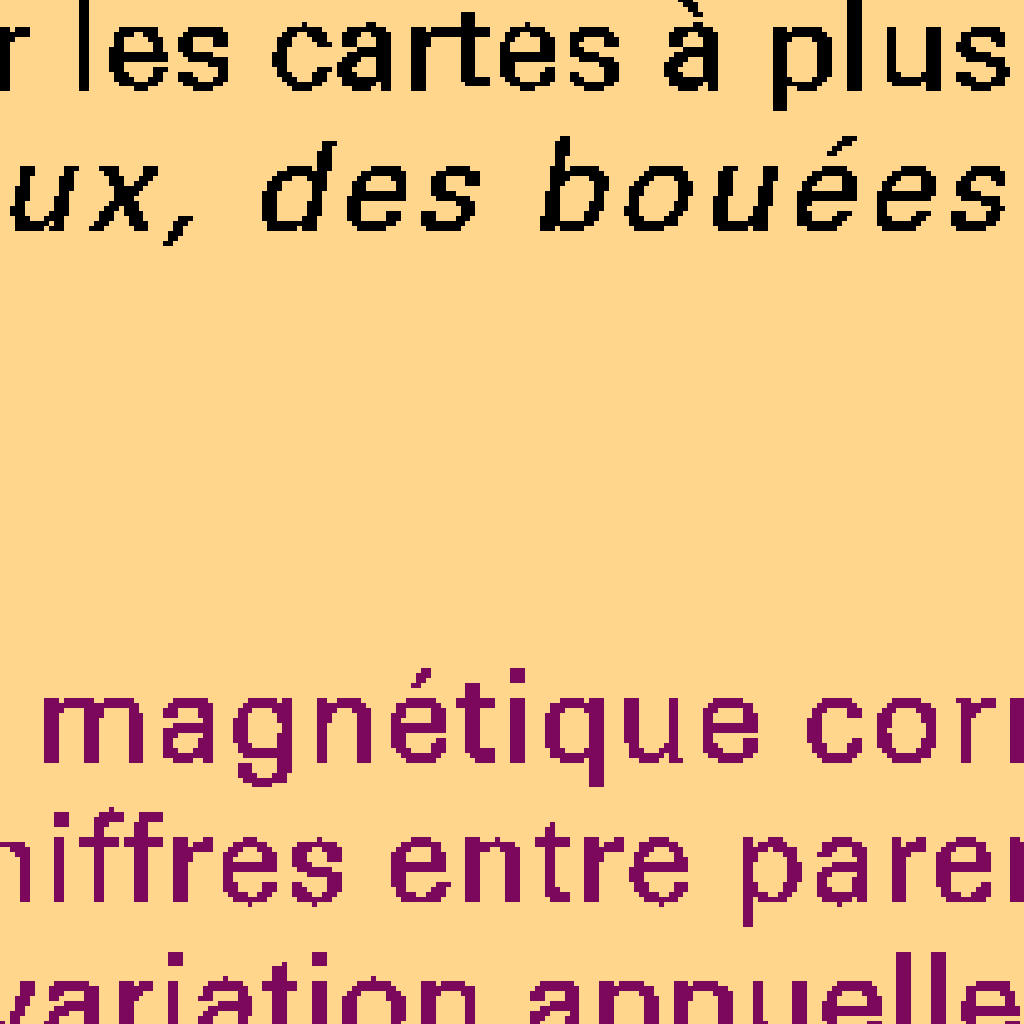 r les cartes à plus
ux, des bouées
magnétique corr
hiffres entre paren
variation annuelle